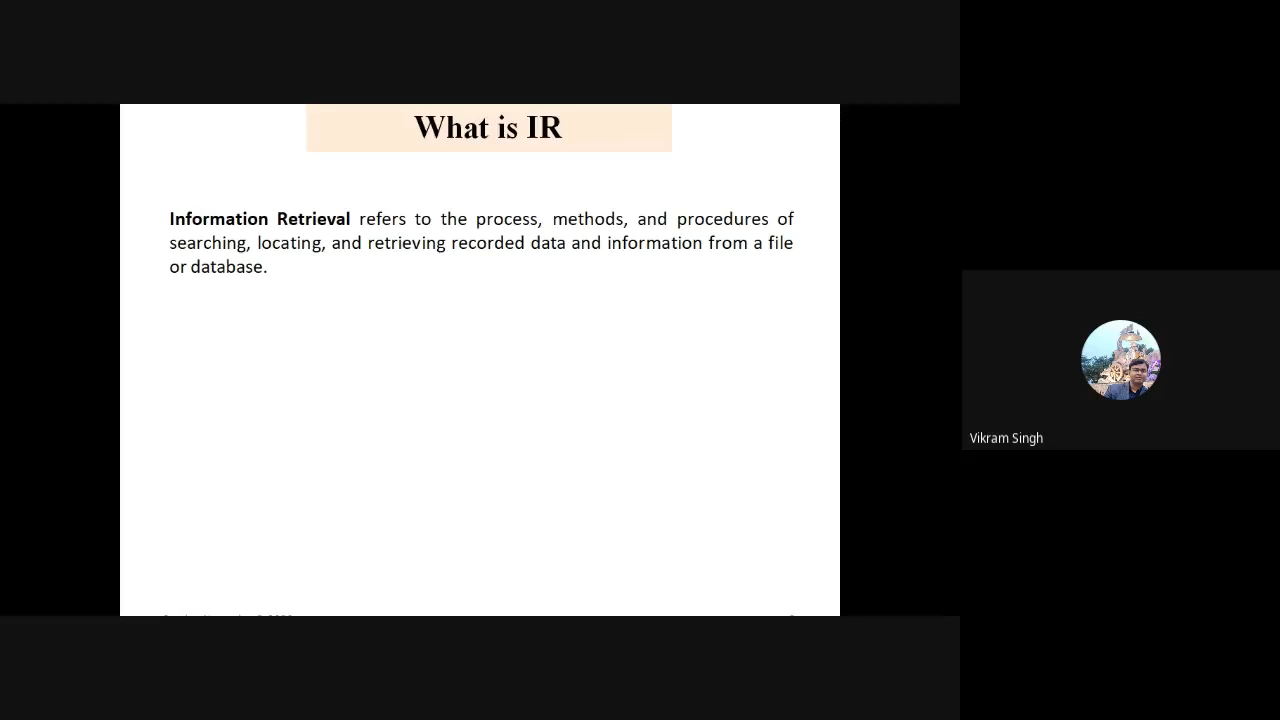 What is IR
Information Retrieval refers to the process, methods, and procedures of
searching, locating, and retrieving recorded data and information from a file
or database.
Vikram Singh